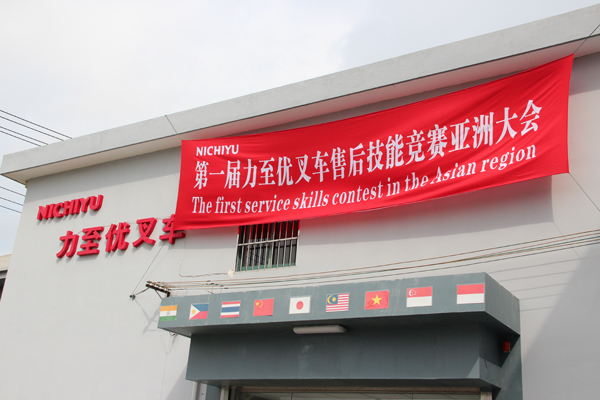 NICHIYU
第一届力至优叉车售后技能竞赛亚洲大会
The first service skills contest in the Asian region
NICHIYU
力至优叉车